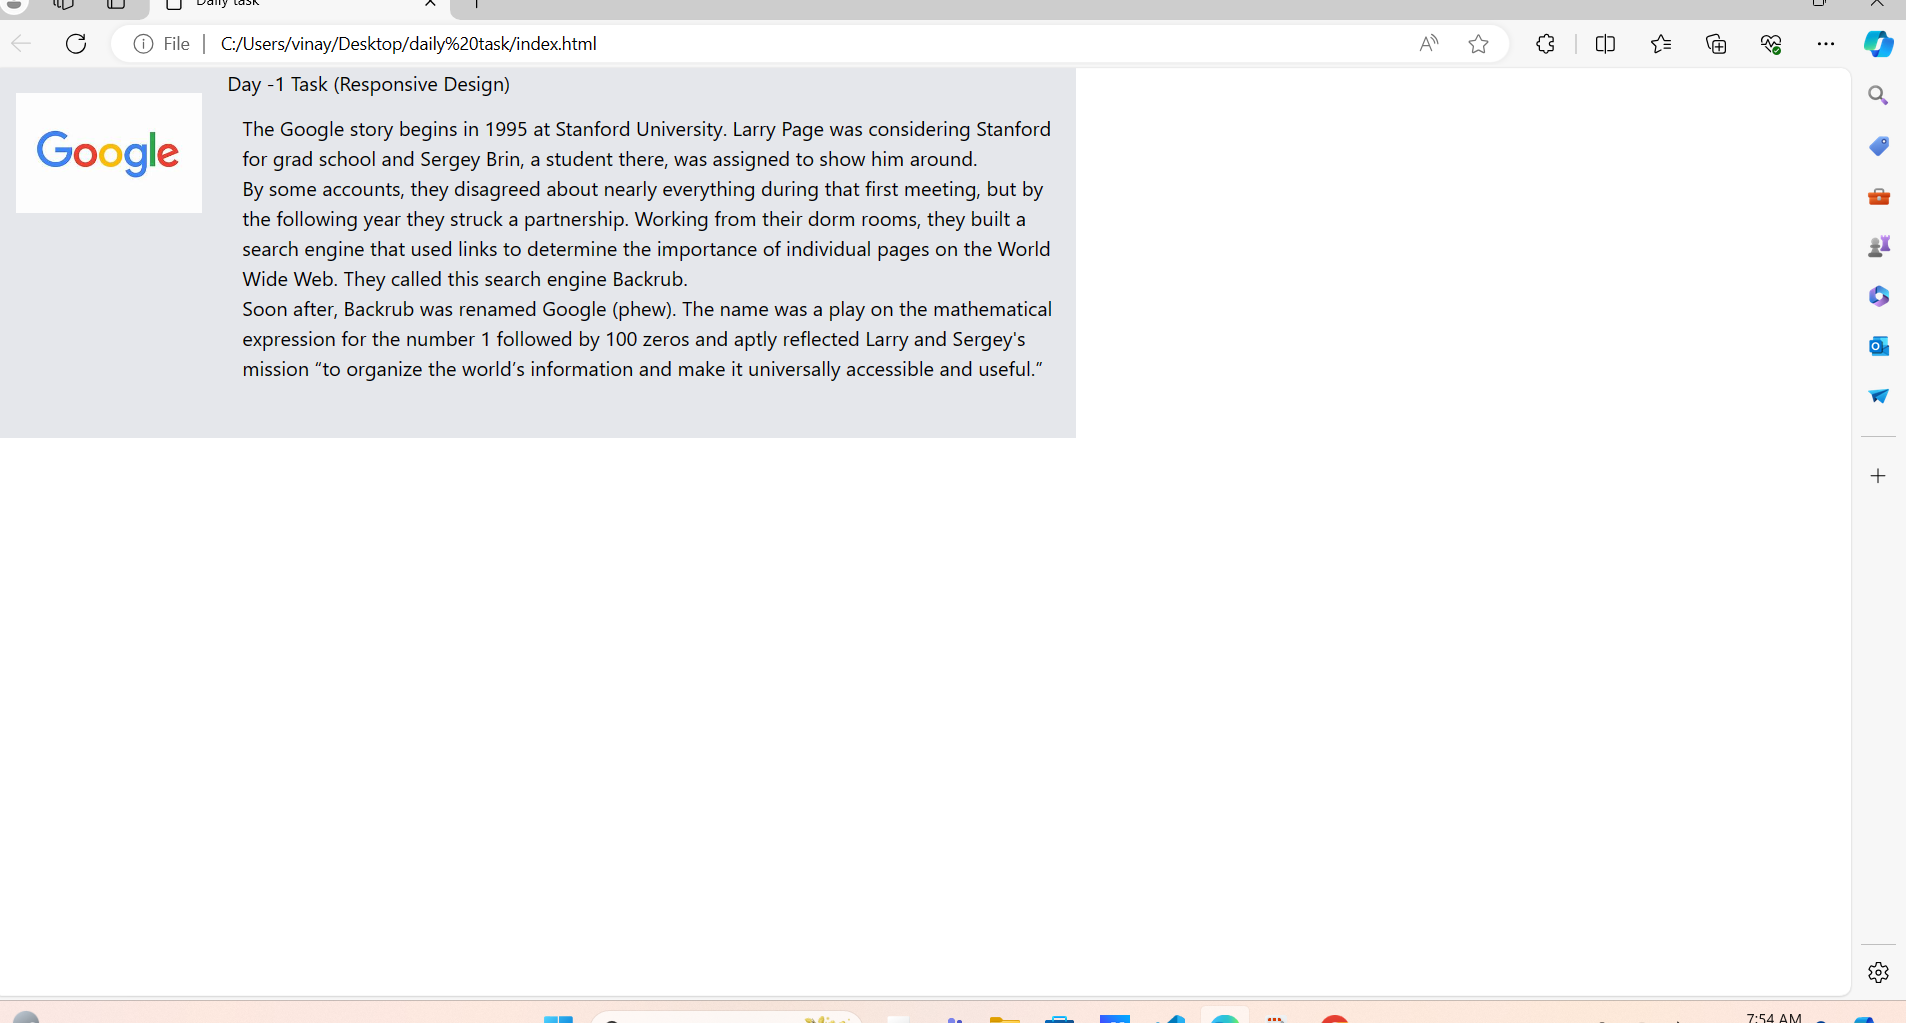 Daily task
File
C:/Users/vinay/Desktop/daily%20task/index.html
Day -1 Task (Responsive Design)
Google
The Google story begins in 1995 at Stanford University. Larry Page was considering Stanford
for grad school and Sergey Brin, a student there, was assigned to show him around.
By some accounts, they disagreed about nearly everything during that first meeting, but by
the following year they struck a partnership. Working from their dorm rooms, they built a
search engine that used links to determine the importance of individual pages on the World
Wide Web. They called this search engine Backrub.
Soon after, Backrub was renamed Google (phew). The name was a play on the mathematical
expression for the number 1 followed by 100 zeros and aptly reflected Larry and Sergey's
mission “to organize the world’s information and make it universally accessible and useful.”
7:54 AM